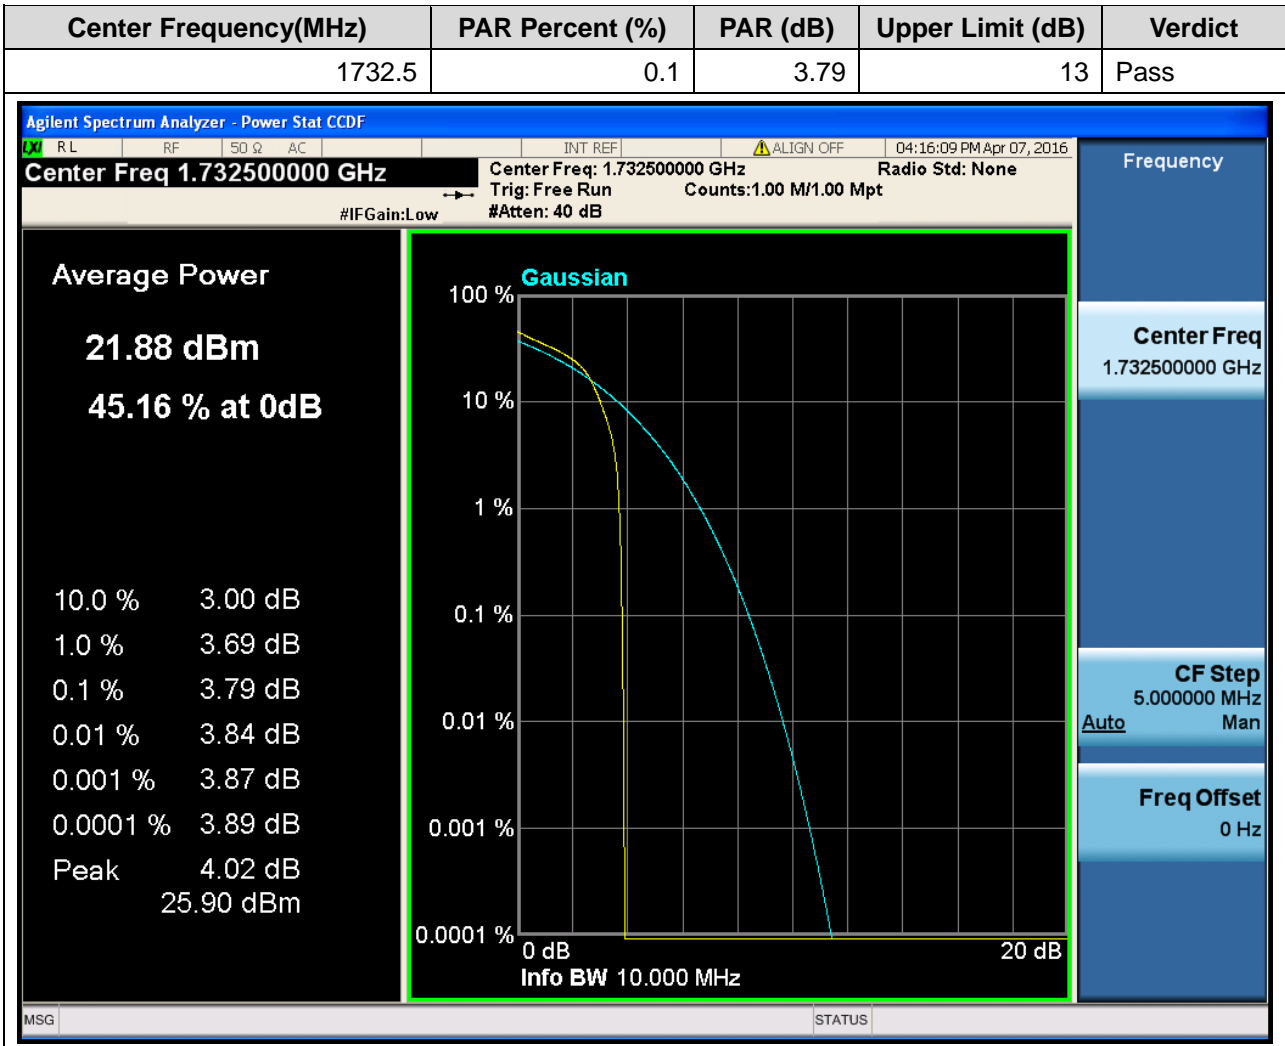 Center Frequency(MHz) PAR Percent (%) PAR (dB) Upper Limit (dB) Verdict
1732.5 0.1 3.79 13 Pass
Agilent Spectrum Analyzer - Power Stat CCDF
LXI RL RF 50 Ω AC INT REF ALIGN OFF 04:16:09 PM Apr 07, 2016
Center Freq 1.732500000 GHz
#IFGain:Low
Center Freq: 1.732500000 GHz Radio Std: None
Trig: Free Run Counts:1.00 M/1.00 Mpt
#Atten: 40 dB
Average Power
21.88 dBm
45.16 % at 0dB
10.0 % 3.00 dB
1.0 % 3.69 dB
0.1 % 3.79 dB
0.01 % 3.84 dB
0.001 % 3.87 dB
0.0001 % 3.89 dB
Peak 4.02 dB
25.90 dBm
Gaussian
100 %
10 %
1 %
0.1 %
0.01 %
0.001 %
0.0001 %
0 dB 20 dB
Info BW 10.000 MHz
Frequency
Center Freq
1.732500000 GHz
CF Step
5.000000 MHz
Auto Man
Freq Offset
0 Hz
MSG STATUS